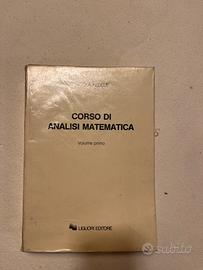 CORSO DI
ANALISI MATEMATICA
Volume primo
LIGUORI EDITORE
subito